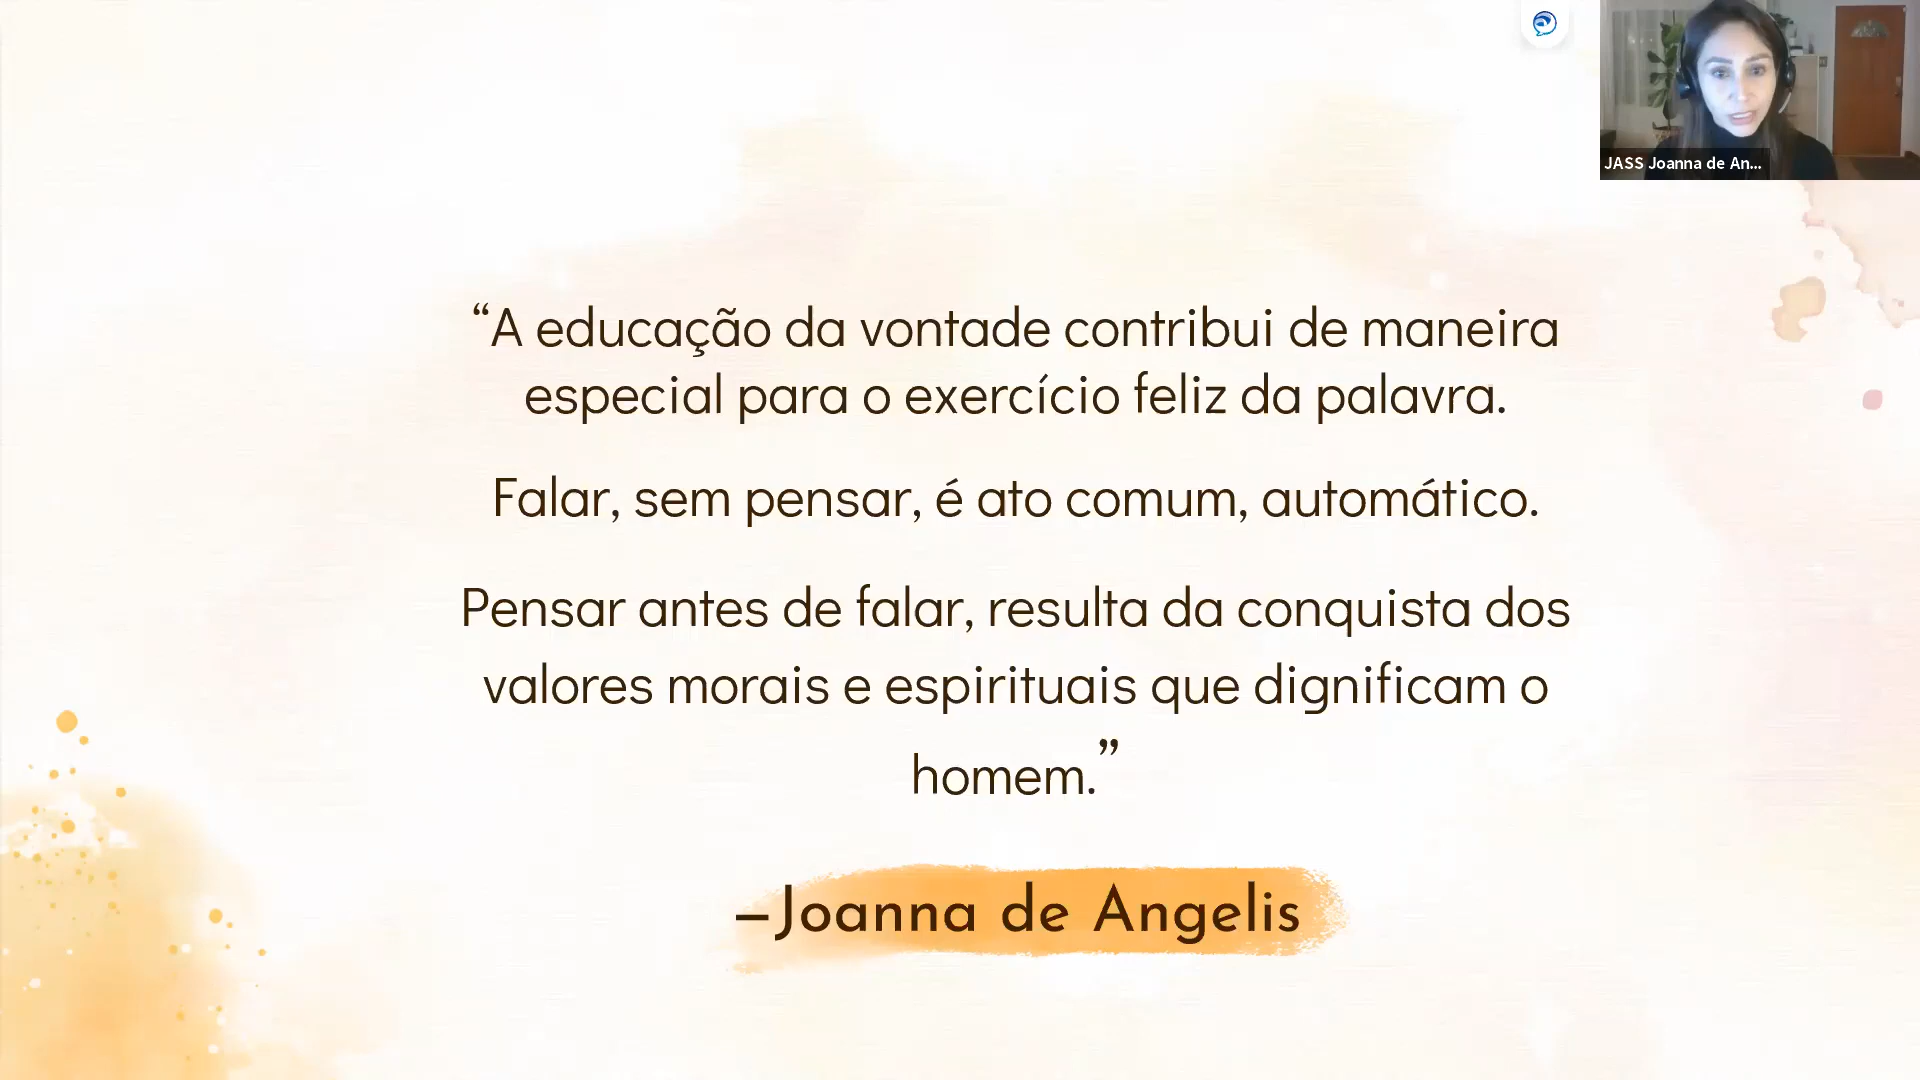 JASS Joanna de An...
“A educação da vontade contribui de maneira
especial para o exercício feliz da palavra.
Falar, sem pensar, é ato comum, automático.
Pensar antes de falar, resulta da conquista dos
valores morais e espirituais que dignificam o
homem.”
–Joanna de Angelis